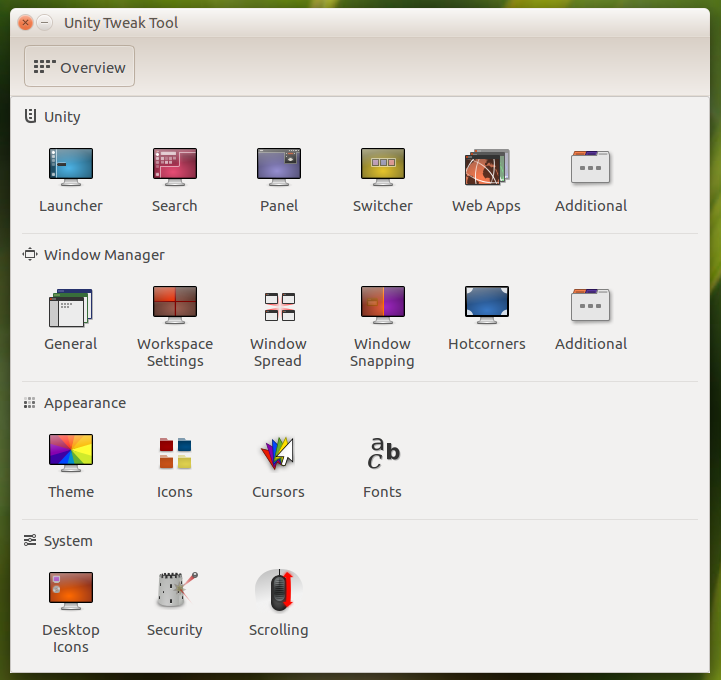 Unity Tweak Tool
Overview
Unity
Launcher
Search
Panel
Switcher
Web Apps
Additional
Window Manager
General
Workspace
Settings
Window
Spread
Window
Snapping
Hotcorners
Additional
Appearance
Theme
Icons
Cursors
a
c
b
Fonts
System
Desktop
Icons
Security
Scrolling